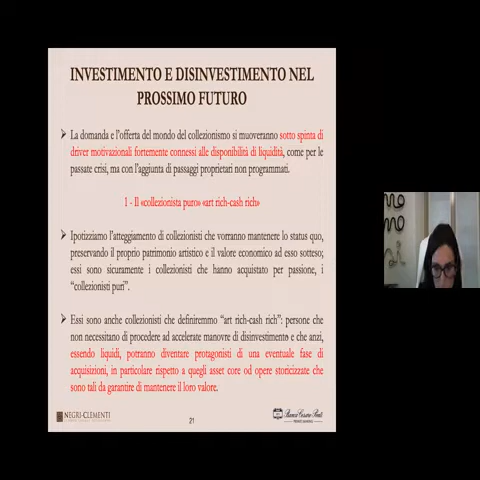 INVESTIMENTO E DISINVESTIMENTO NEL
PROSSIMO FUTURO
La domanda e l'offerta del mondo del collezionismo si muoveranno sotto spinta di
driver motivazionali fortemente connessi alle disponibilità di liquidità, come per le
passate crisi, ma con l'aggiunta di passaggi proprietari non programmati.
1 - Il «collezionista puro» «art rich-cash rich»
Ipotizziamo l'atteggiamento di collezionisti che vorranno mantenere lo status quo,
preservando il proprio patrimonio artistico e il valore economico ad esso sotteso;
essi sono sicuramente i collezionisti che hanno acquistato per passione, i
"collezionisti puri".
Essi sono anche collezionisti che definiremmo "art rich-cash rich": persone che
non necessitano di procedere ad accelerate manovre di disinvestimento e che anzi,
essendo liquidi, potranno diventare protagonisti di una eventuale fase di
acquisizioni, in particolare rispetto a quegli asset core od opere storicizzate che
sono tali da garantire di mantenere il loro valore.
NEGRI-CLEMENTI
21
Banca Cesare Ponti